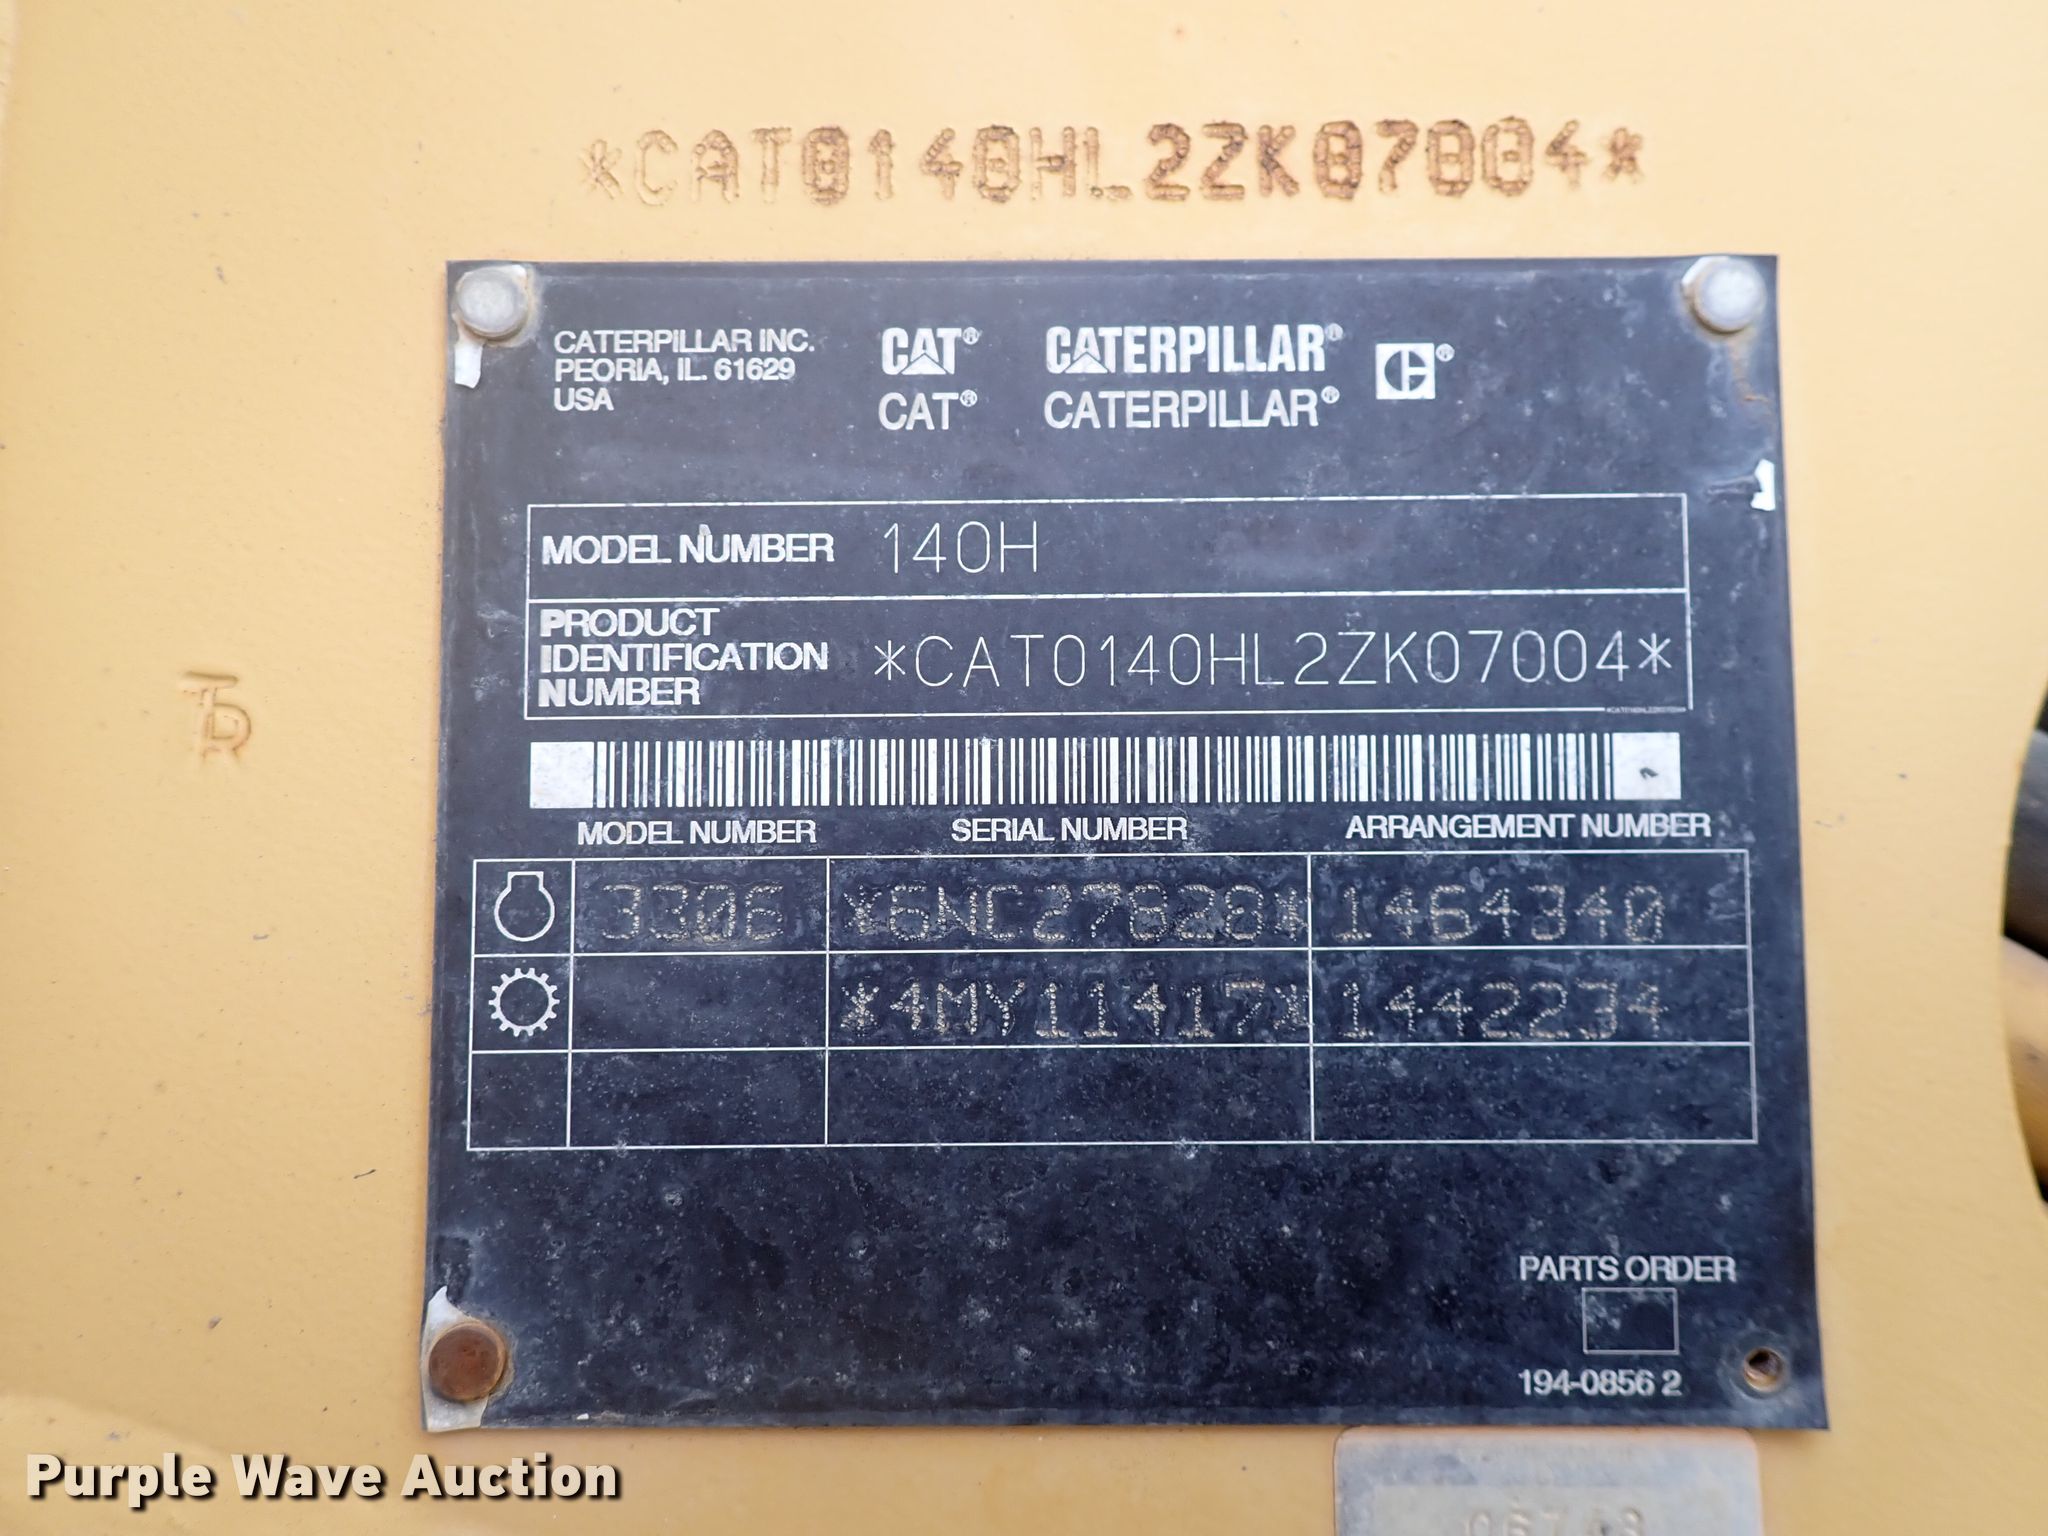 *CAT0140HL2ZK07004*
CATERPILLAR INC.
PEORIA, IL. 61629
USA
CAT® CATERPILLAR® ®
CAT® CATERPILLAR®
MODEL NUMBER 140H
PRODUCT
IDENTIFICATION
NUMBER
*CAT0140HL2ZK07004*
MODEL NUMBER SERIAL NUMBER ARRANGEMENT NUMBER
3306 *6NC27828* 1464340
*4MY11417* 1442234
PARTS ORDER
194-0856 2
Purple Wave Auction